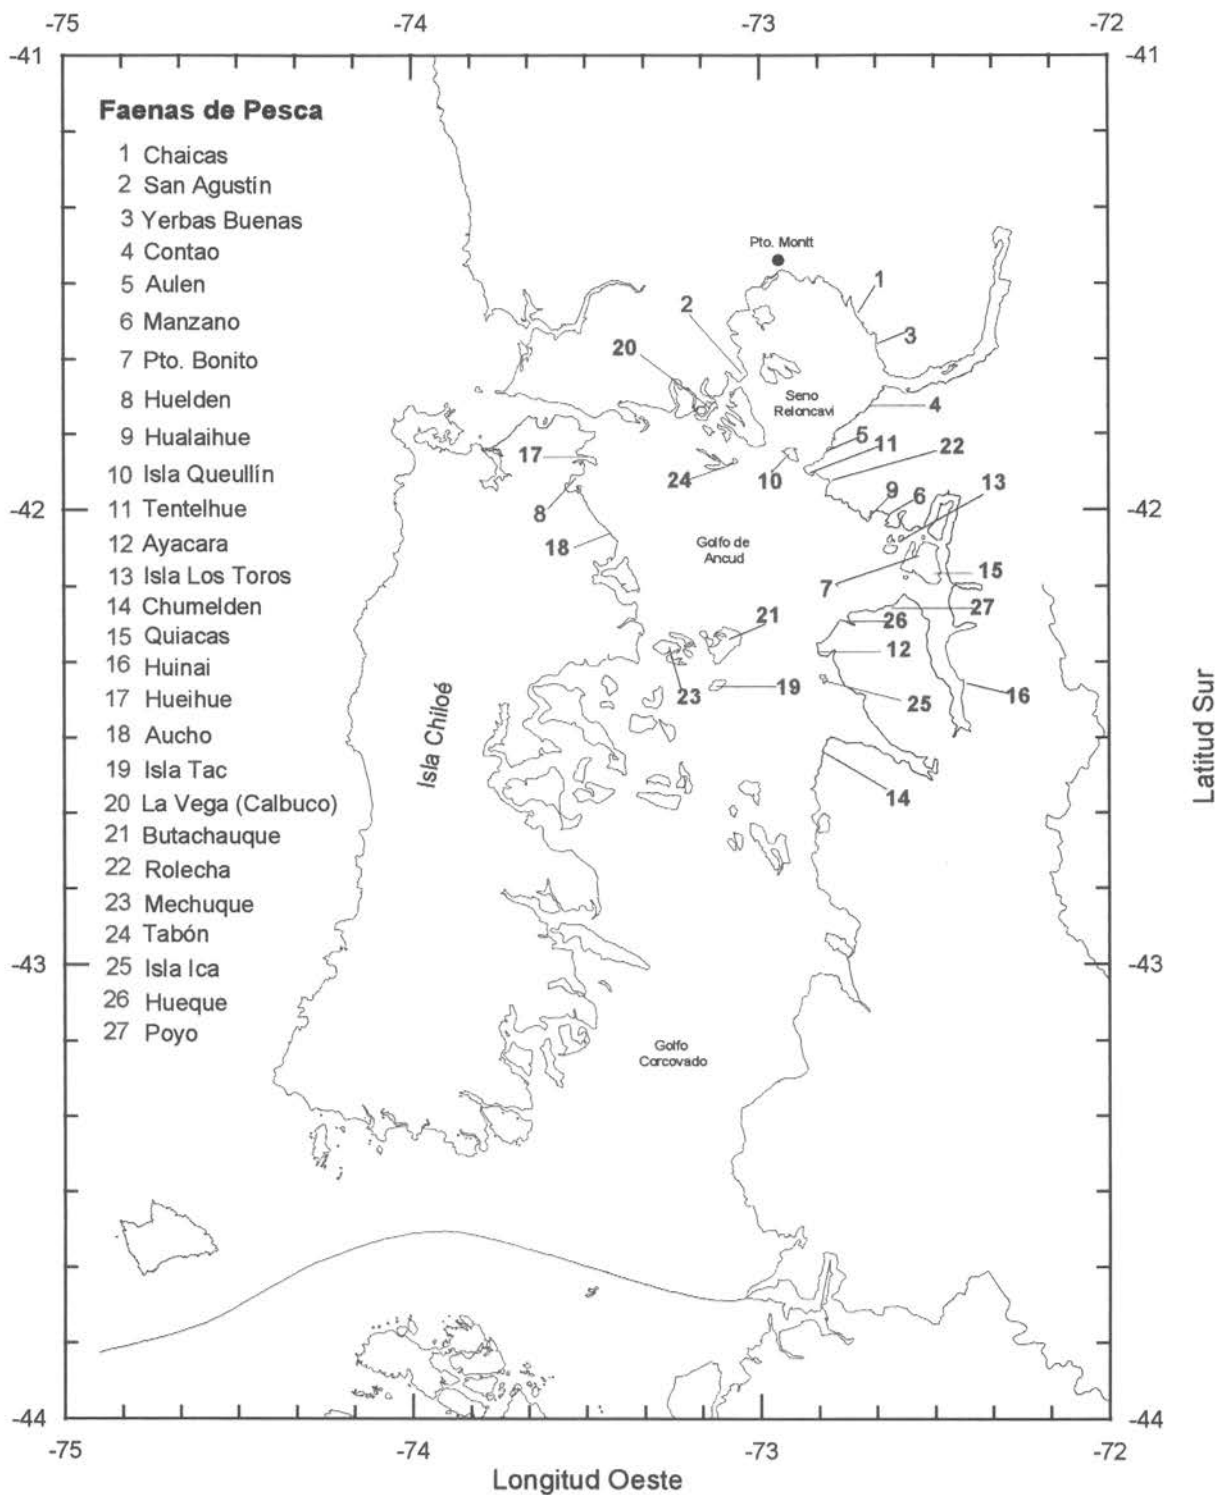 -75 -74 -73 -72
-41 -41
Faenas de Pesca
1 Chaicas
2 San Agustín
3 Yerbas Buenas
4 Contao
5 Aulen
6 Manzano
7 Pto. Bonito
8 Huelden
9 Hualaihue
10 Isla Queullín
11 Tentelhue
12 Ayacara
13 Isla Los Toros
14 Chumelden
15 Quiacas
16 Huinai
17 Hueihue
18 Aucho
19 Isla Tac
20 La Vega (Calbuco)
21 Butachauque
22 Rolecha
23 Mechuque
24 Tabón
25 Isla Ica
26 Hueque
27 Poyo
Pto. Montt
1
2
3
20
Seno
Reloncavi
4
5
11
22
17
24
10
13
9
6
8
-42 -42
18
Golfo de
Ancud
7
15
27
21
26
12
23
19
25
16
Isla Chiloé
14
Latitud Sur
-43 -43
Golfo
Corcovado
-44 -44
-75 -74 -73 -72
Longitud Oeste